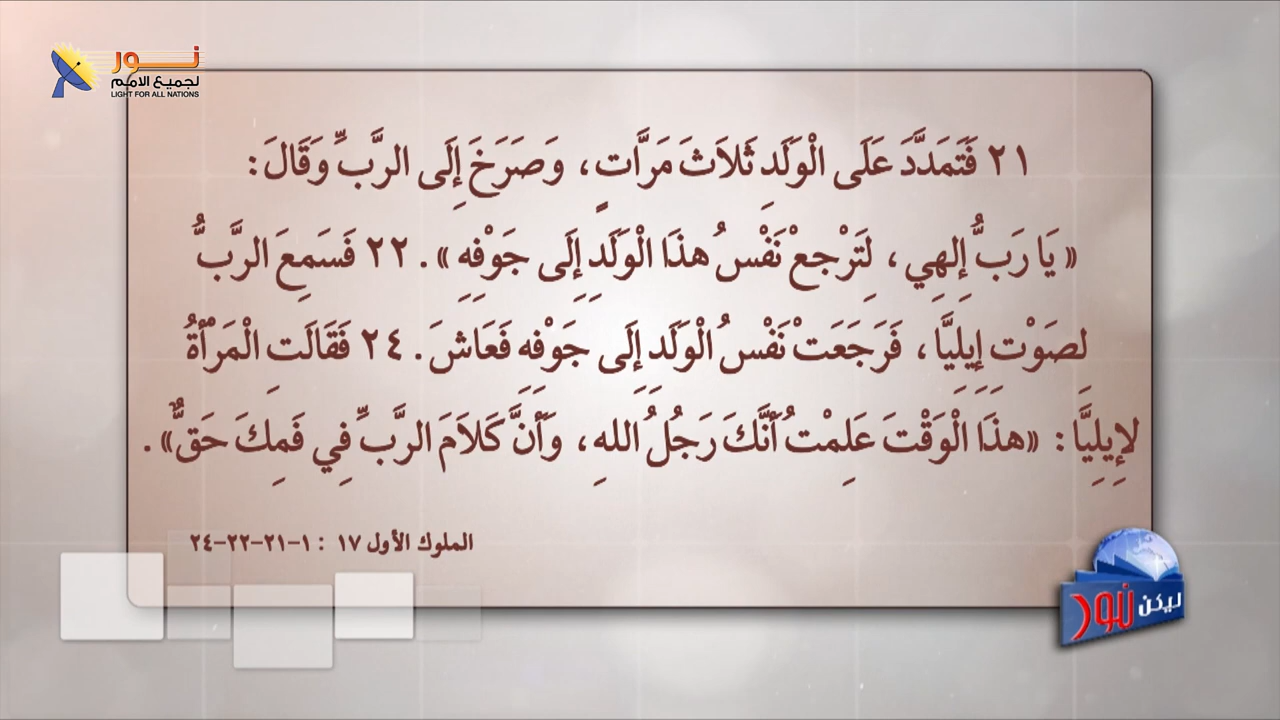 نور
لجميع الامم
LIGHT FOR ALL NATIONS
٢١ فَتَمَدَّدَ عَلَى الْوَلَدِ ثَلاَثَ مَرَّاتٍ، وَصَرَخَ إِلَى الرَّبِّ وَقَالَ:
«يَا رَبُّ إِلهِي، لِتَرْجعْ نَفْسُ هذَا الْوَلَدِ إِلَى جَوْفِهِ». ٢٢ فَسَمِعَ الرَّبُّ
لِصَوْتِ إِيلِيَّا، فَرَجَعَتْ نَفْسُ الْوَلَدِ إِلَى جَوْفِهِ فَعَاشَ. ٢٤ فَقَالَتِ الْمَرْأَةُ
لإِيلِيَّا: «هذَا الْوَقْتَ عَلِمْتُ أَنَّكَ رَجُلُ اللهِ، وَأَنَّ كَلاَمَ الرَّبِّ فِي فَمِكَ حَقٌّ».
الملوك الأول ١٧ : ١-٢١-٢٢-٢٤
ليكن نور